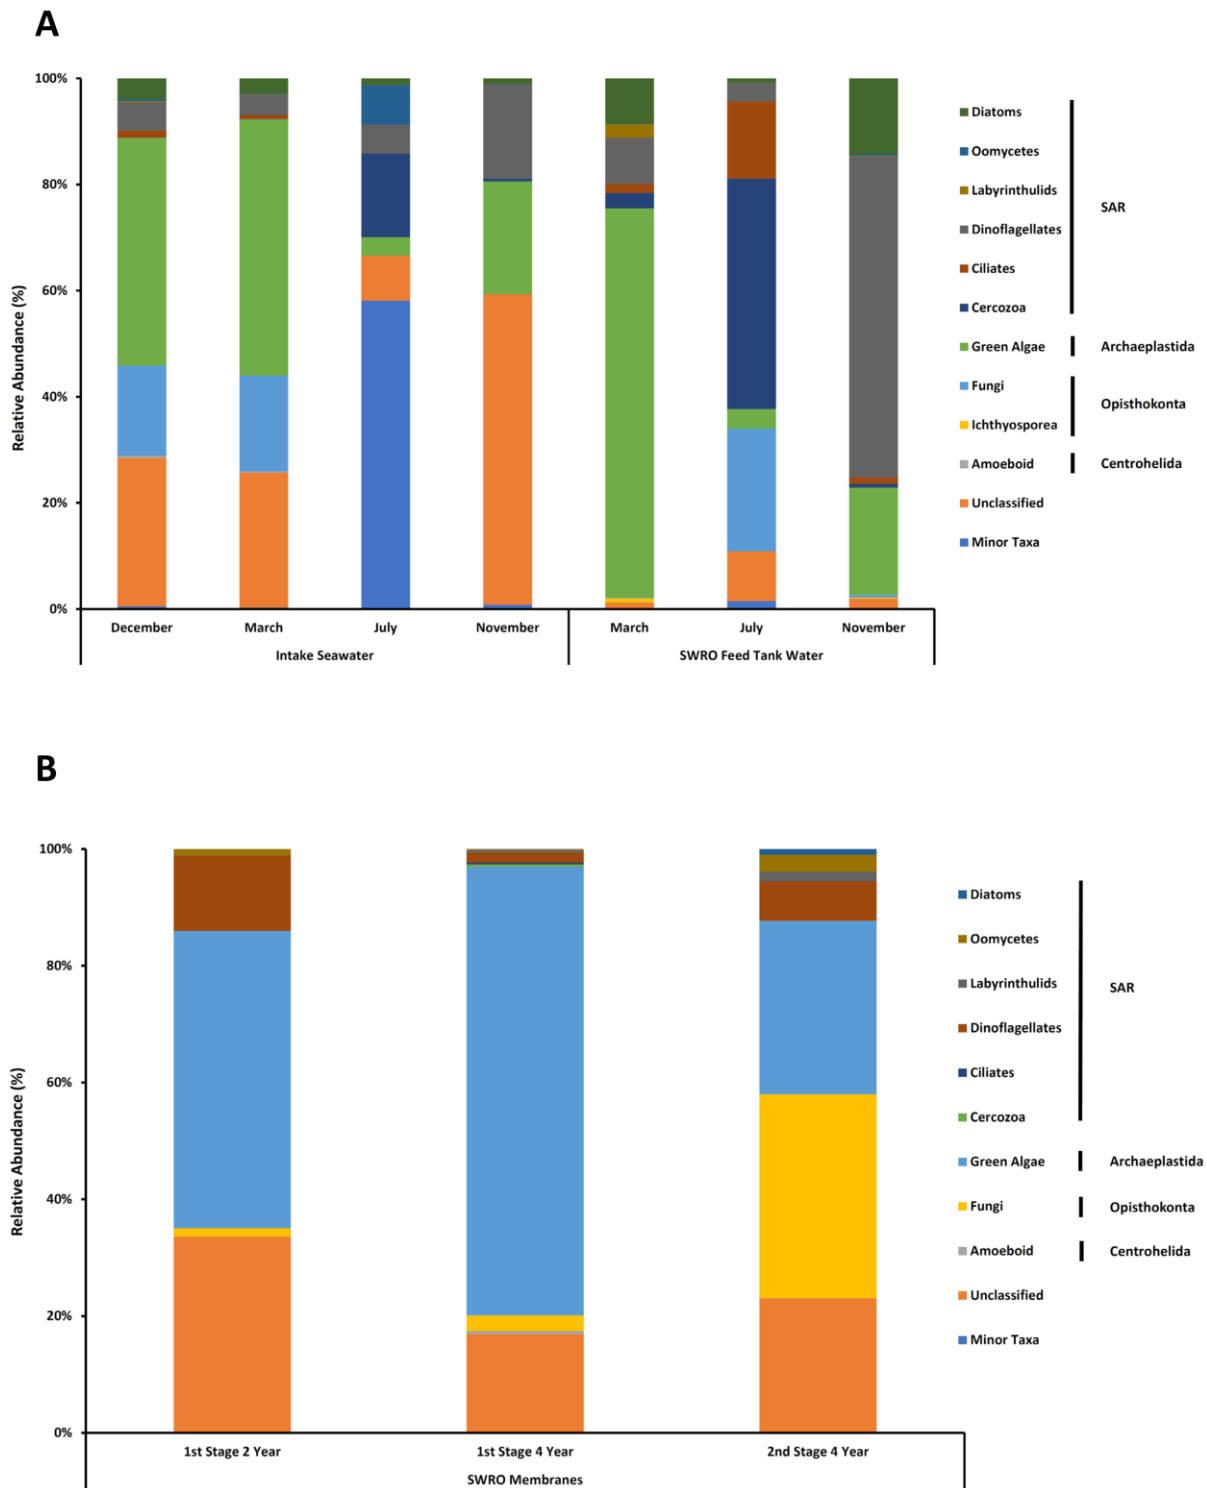 A
100%
80%
60%
40%
20%
0%
Relative Abundance (%)
December
March
July
November
March
July
November
Intake Seawater
SWRO Feed Tank Water
Diatoms
Oomycetes
Labyrinthulids
Dinoflagellates
Ciliates
Cercozoa
SAR
Green Algae
Archaeplastida
Fungi
Ichthyosporea
Opisthokonta
Amoeboid
Centrohelida
Unclassified
Minor Taxa
B
100%
80%
60%
40%
20%
0%
Relative Abundance (%)
1st Stage 2 Year
1st Stage 4 Year
2nd Stage 4 Year
SWRO Membranes
Diatoms
Oomycetes
Labyrinthulids
Dinoflagellates
Ciliates
Cercozoa
SAR
Green Algae
Archaeplastida
Fungi
Opisthokonta
Amoeboid
Centrohelida
Unclassified
Minor Taxa